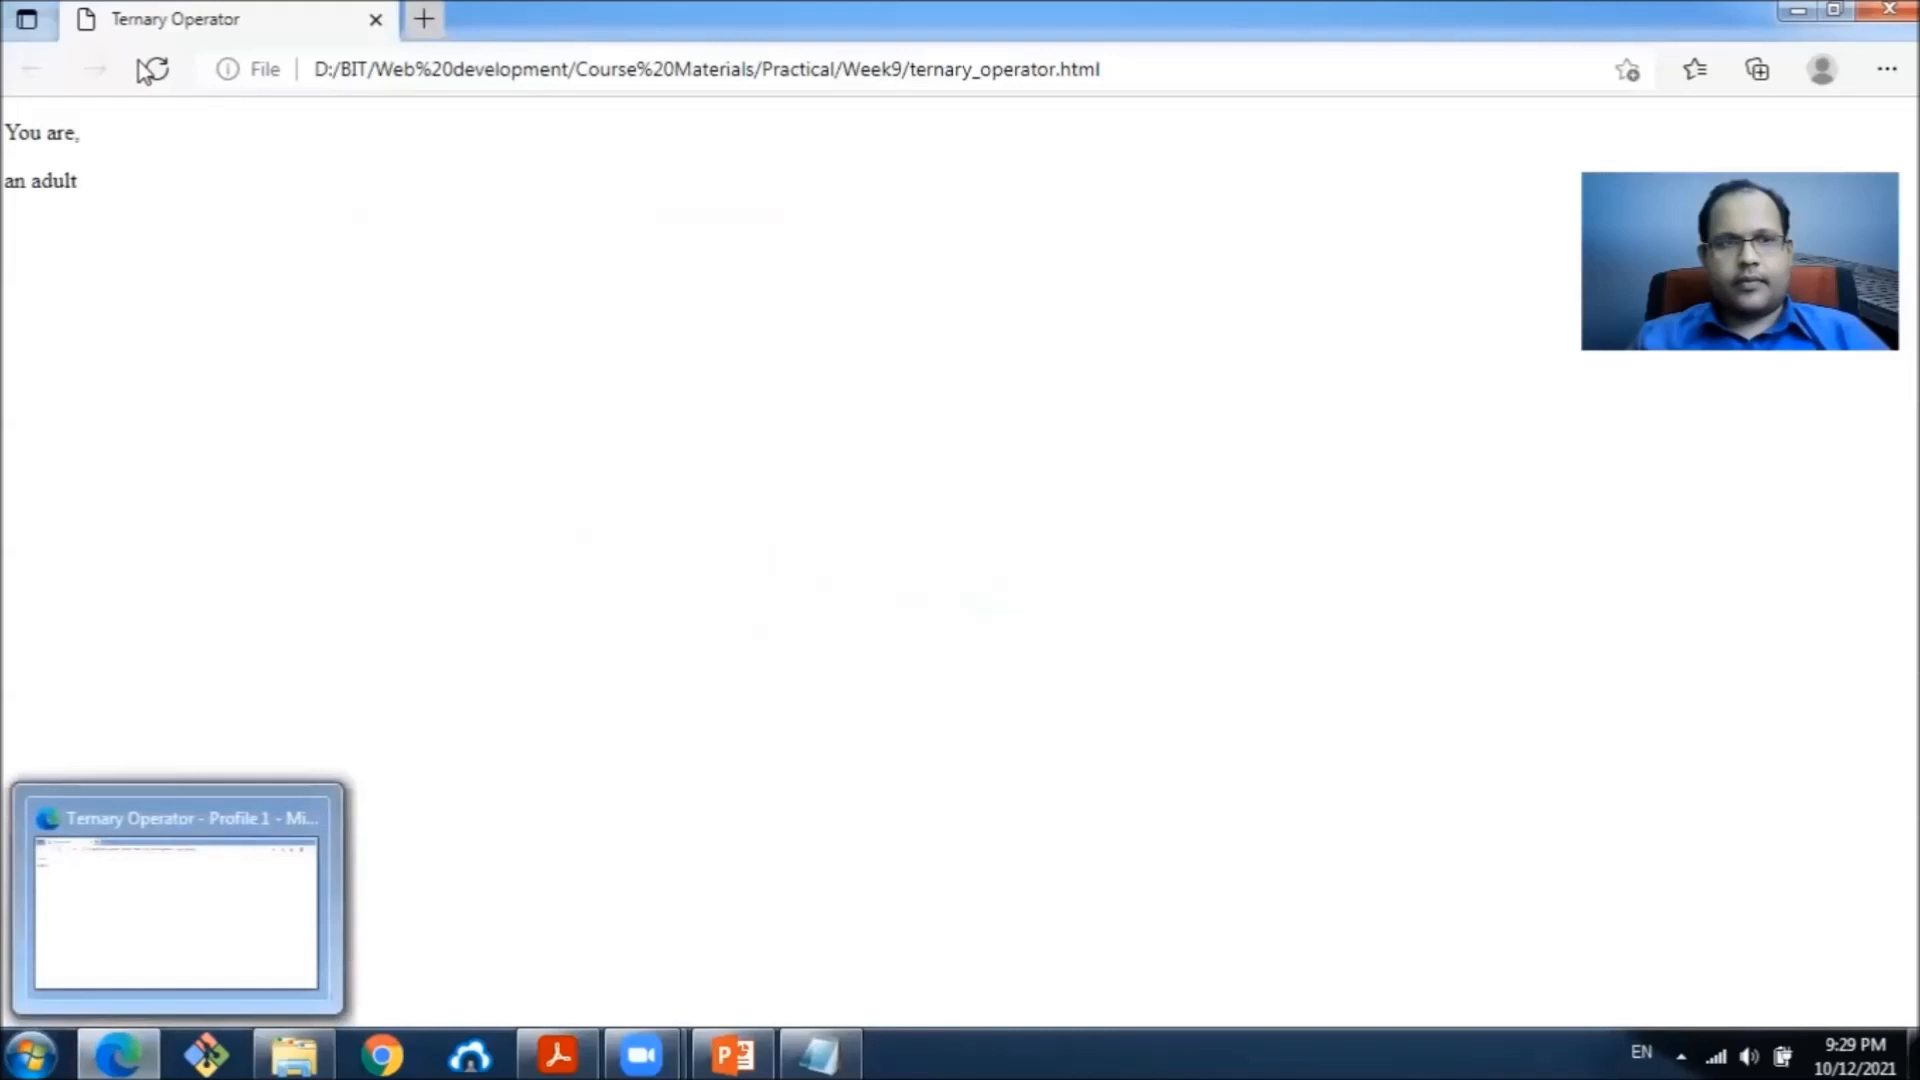 Ternary Operator
File
D:/BIT/Web%20development/Course%20Materials/Practical/Week9/ternary_operator.html
You are,
an adult
Ternary Operator - Profile 1 - Mi...
EN
9:29 PM
10/12/2021